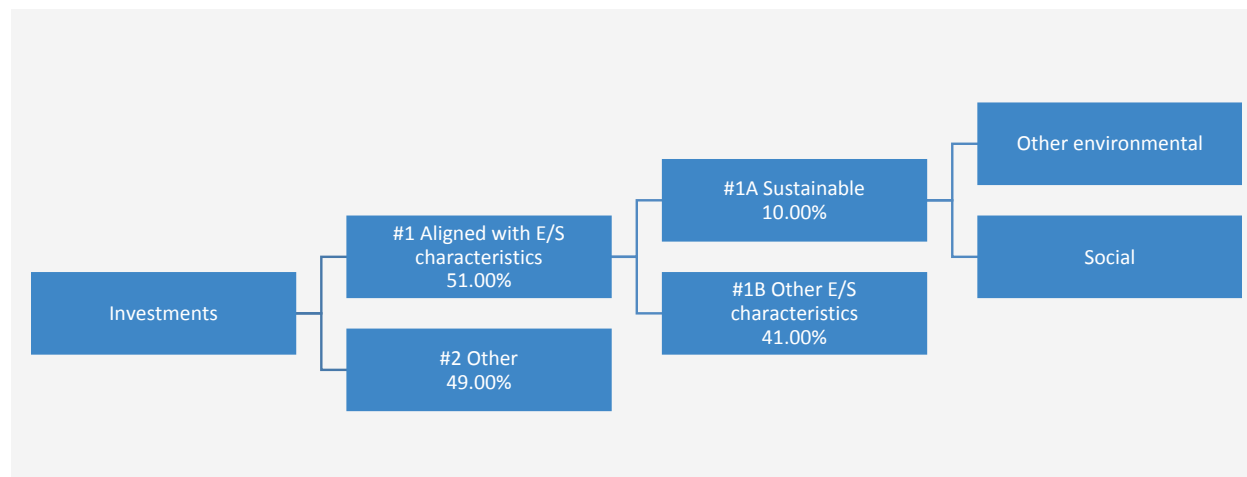 Investments
#1 Aligned with E/S
characteristics
51.00%
#2 Other
49.00%
#1A Sustainable
10.00%
#1B Other E/S
characteristics
41.00%
Other environmental
Social